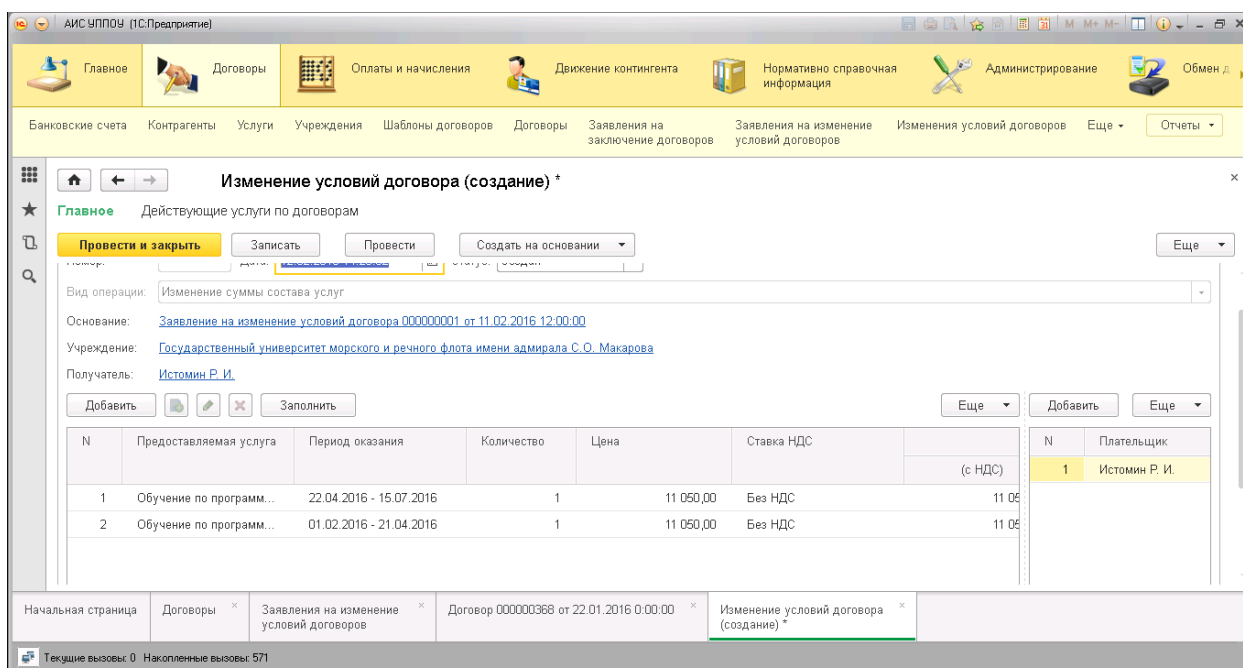 АИС УППОУ (1С:Предприятие)
M M+ M-
Главное
Договоры
Оплаты и начисления
Движение контингента
Нормативно справочная
информация
Администрирование
Обмен д
Банковские счета Контрагенты Услуги Учреждения Шаблоны договоров Договоры Заявления на
заключение договоров
Заявления на изменение
условий договоров
Изменения условий договоров Еще Отчеты
Изменение условий договора (создание) *
Главное Действующие услуги по договорам
Провести и закрыть Записать Провести Создать на основании Еще
Вид операции: Изменение суммы состава услуг
Основание: Заявление на изменение условий договора 000000001 от 11.02.2016 12:00:00
Учреждение: Государственный университет морского и речного флота имени адмирала С.О. Макарова
Получатель: Истомин Р. И.
Добавить Заполнить Еще Добавить Еще
N Предоставляемая услуга Период оказания Количество Цена Ставка НДС N Плательщик
(с НДС) 1 Истомин Р. И.
1 Обучение по программ... 22.04.2016 - 15.07.2016 1 11 050,00 Без НДС 11 05
2 Обучение по программ... 01.02.2016 - 21.04.2016 1 11 050,00 Без НДС 11 05
Начальная страница Договоры Заявления на изменение
условий договоров
Договор 000000368 от 22.01.2016 0:00:00 Изменение условий договора
(создание) *
Текущие вызовы: 0 Накопленные вызовы: 571